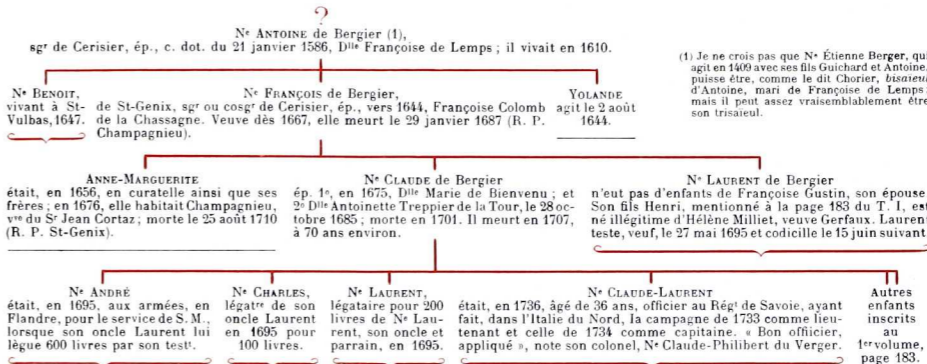 ?
Nᵉ ANTOINE de Bergier (1),
sgʳ de Cerisier, ép., c. dot. du 21 janvier 1586, Dˡˡᵉ Françoise de Lemps ; il vivait en 1610.
(1) Je ne crois pas que Nᵉ Étienne Berger, qui
agit en 1409 avec ses fils Guichard et Antoine,
puisse être, comme le dit Chorier, bisaïeul
d'Antoine, mari de Françoise de Lemps ;
mais il peut assez vraisemblablement être
son trisaïeul.
Nᵉ BENOIT,
vivant à St-
Vulbas, 1647.
Nᵉ FRANÇOIS de Bergier,
de St-Genix, sgʳ ou cosgʳ de Cerisier, ép., vers 1644, Françoise Colomb
de la Chassagne. Veuve dès 1667, elle meurt le 29 janvier 1687 (R. P.
Champagnieu).
YOLANDE
agit le 2 août
1644.
ANNE-MARGUERITE
était, en 1656, en curatelle ainsi que ses
frères ; en 1676, elle habitait Champagnieu,
vᵛᵉ du Sʳ Jean Cortaz ; morte le 25 août 1710
(R. P. St-Genix).
Nᵉ CLAUDE de Bergier
ép. 1º, en 1675, Dˡˡᵉ Marie de Bienvenu ; et
2º Dˡˡᵉ Antoinette Treppier de la Tour, le 28 oc-
tobre 1685 ; morte en 1701. Il meurt en 1707,
à 70 ans environ.
Nᵉ LAURENT de Bergier
n'eut pas d'enfants de Françoise Gustin, son épouse.
Son fils Henri, mentionné à la page 183 du T. I, est
né illégitime d'Hélène Milliet, veuve Gerfaux. Laurent
teste, veuf, le 27 mai 1695 et codicille le 15 juin suivant.
Nᵉ ANDRÉ
était, en 1695, aux armées, en
Flandre, pour le service de S. M.,
lorsque son oncle Laurent lui
lègue 600 livres par son testᵗ.
Nᵉ CHARLES,
légatʳᵉ de son
oncle Laurent
en 1695 pour
100 livres.
Nᵉ LAURENT,
légataire pour 200
livres de Nᵉ Lau-
rent, son oncle et
parrain, en 1695.
Nᵉ CLAUDE-LAURENT
était, en 1736, âgé de 36 ans, officier au Régᵗ de Savoie, ayant
fait, dans l'Italie du Nord, la campagne de 1733 comme lieu-
tenant et celle de 1734 comme capitaine. « Bon offiicier,
appliqué », note son colonel, Nᵉ Claude-Philibert du Verger.
Autres
enfants
inscrits
au
1ᵉʳ volume,
page 183.